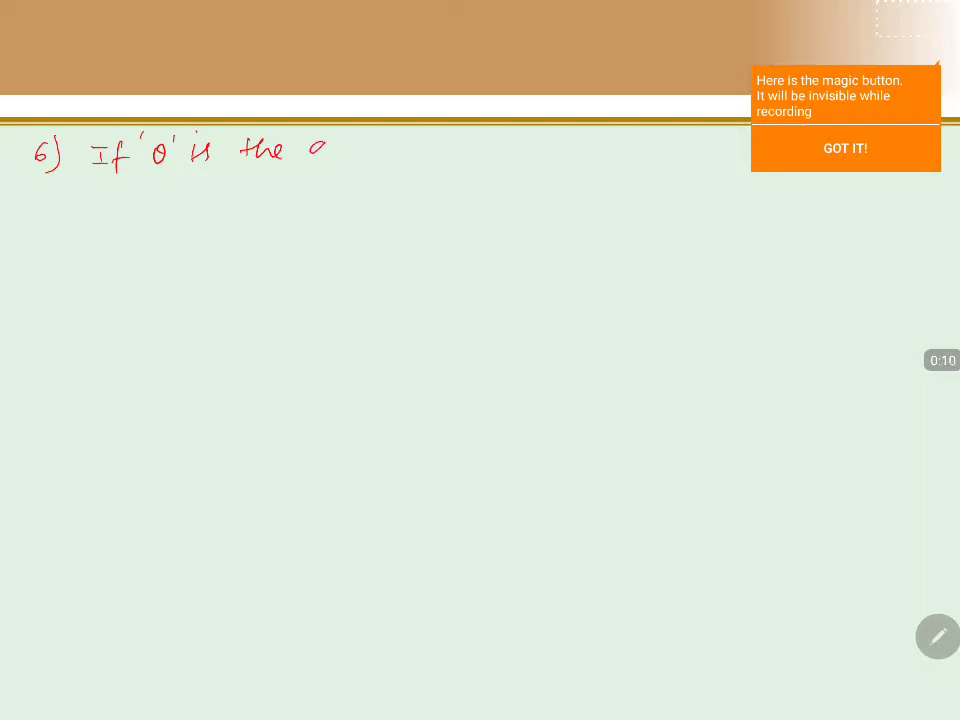 Here is the magic button.
It will be invisible while
recording
GOT IT!
6) If 'θ' is the
0:10